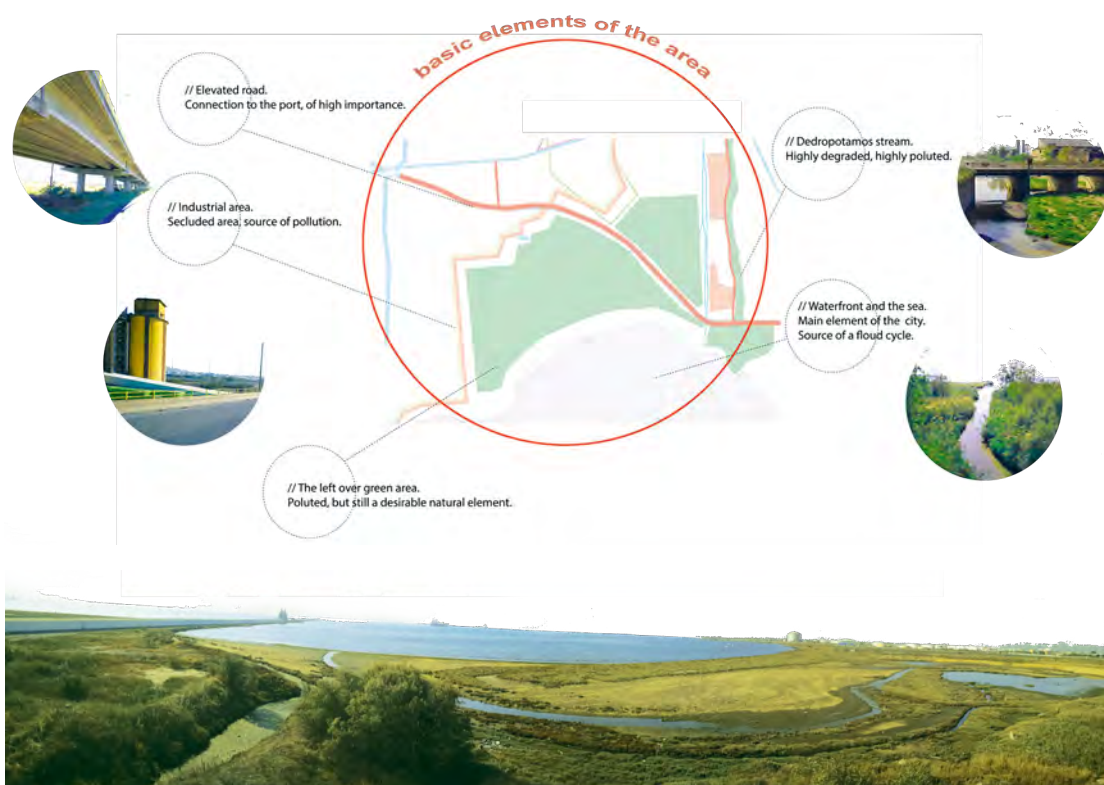 basic elements of the area
// Elevated road.
Connection to the port, of high importance.
// Dedropotamos stream.
Highly degraded, highly poluted.
// Industrial area.
Secluded area, source of pollution.
// Waterfront and the sea.
Main element of the city.
Source of a floud cycle.
// The left over green area.
Poluted, but still a desirable natural element.